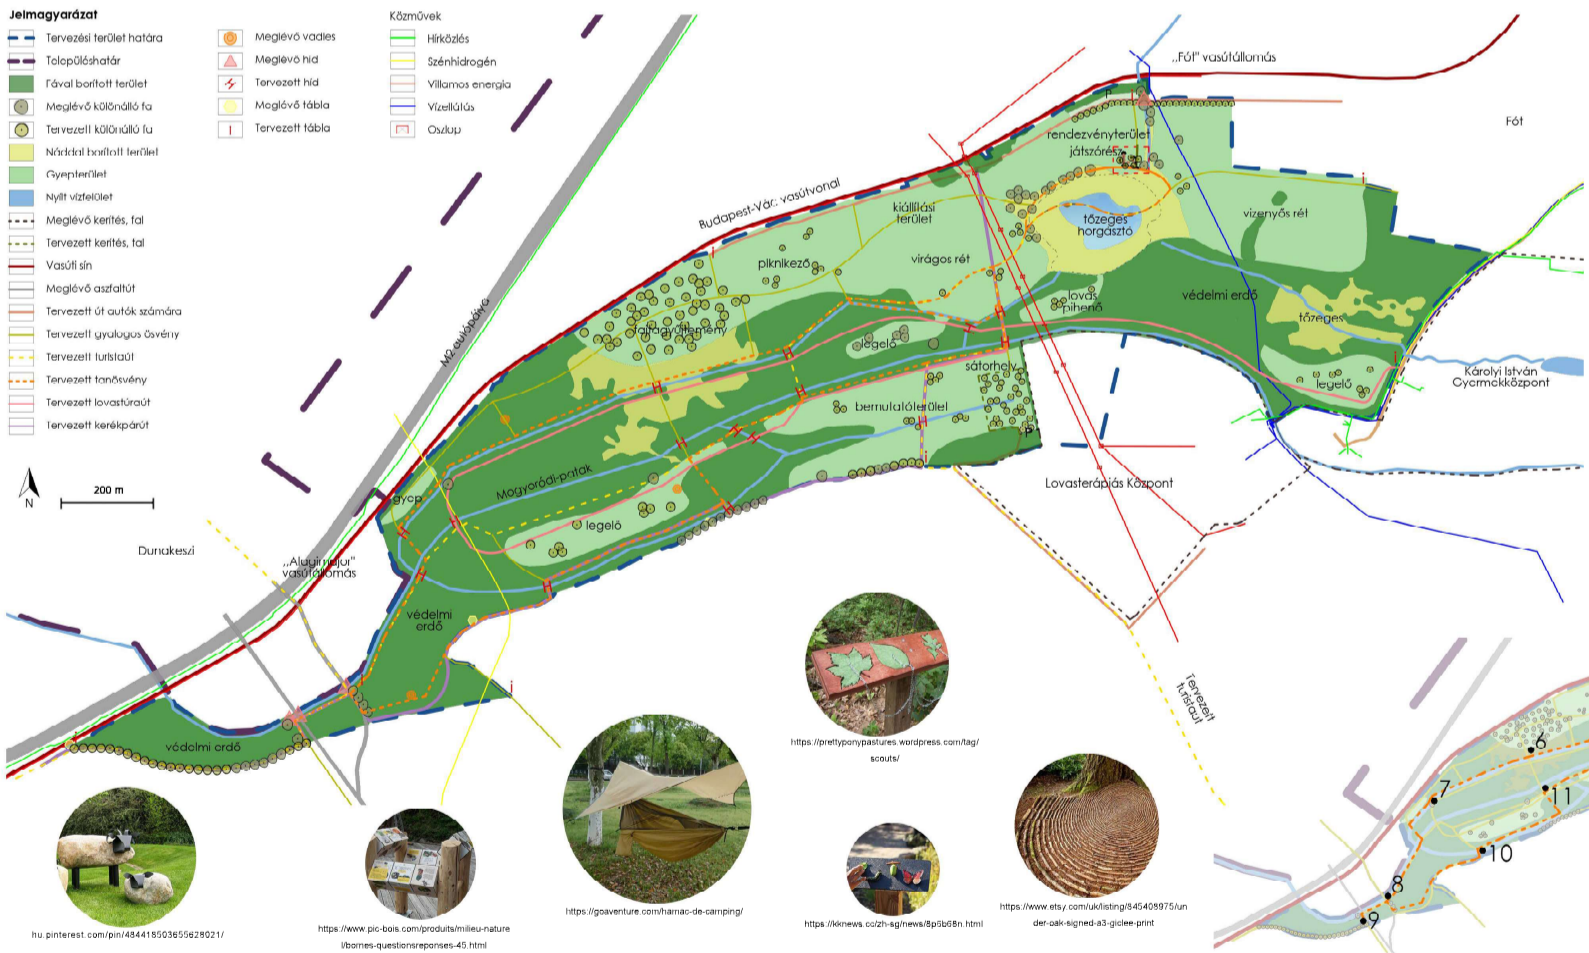 Jelmagyarázat
Tervezési terület határa
Településhatár
Fával borított terület
Meglévő különálló fa
Tervezett különálló fa
Náddal borított terület
Gyepterület
Nyílt vízfelület
Meglévő kerítés, fal
Tervezett kerítés, fal
Vasúti sín
Meglévő aszfaltút
Tervezett út autók számára
Tervezett gyalogos ösvény
Tervezett turistaút
Tervezett tanösvény
Tervezett lovastúraút
Tervezett kerékpárút
Meglévő vadles
Meglévő híd
Tervezett híd
Meglévő tábla
Tervezett tábla
Közművek
Hírközlés
Szénhidrogén
Villamos energia
Vízellátás
Oszlop
N
200 m
M2 autópálya
Budapest-Vác vasútvonal
„Fót" vasútállomás
Fót
P
rendezvényterület
játszórész
kiállítási
terület
tőzeges
horgásztó
vizenyős rét
piknikező
virágos rét
védelmi erdő
lovas
pihenő
tőzeges
fajtagyűjtemény
legelő
sátorhely
legelő
Károlyi István
Gyermekközpont
bemutatóterület
P
Mogyoródi-patak
gyep
legelő
Lovasterápiás Központ
Dunakeszi
„Alagimajor"
vasútállomás
védelmi
erdő
Tervezett
turistaút
védelmi erdő
6
7
11
10
8
9
https://prettyponypastures.wordpress.com/tag/
scouts/
hu.pinterest.com/pin/484418503655628021/
https://www.pic-bois.com/produits/milieu-nature
l/bornes-questionsreponses-45.html
https://goaventure.com/hamac-de-camping/
https://kknews.cc/zh-sg/news/8p6b68n.html
https://www.etsy.com/uk/listing/845408975/un
der-oak-signed-a3-giclee-print